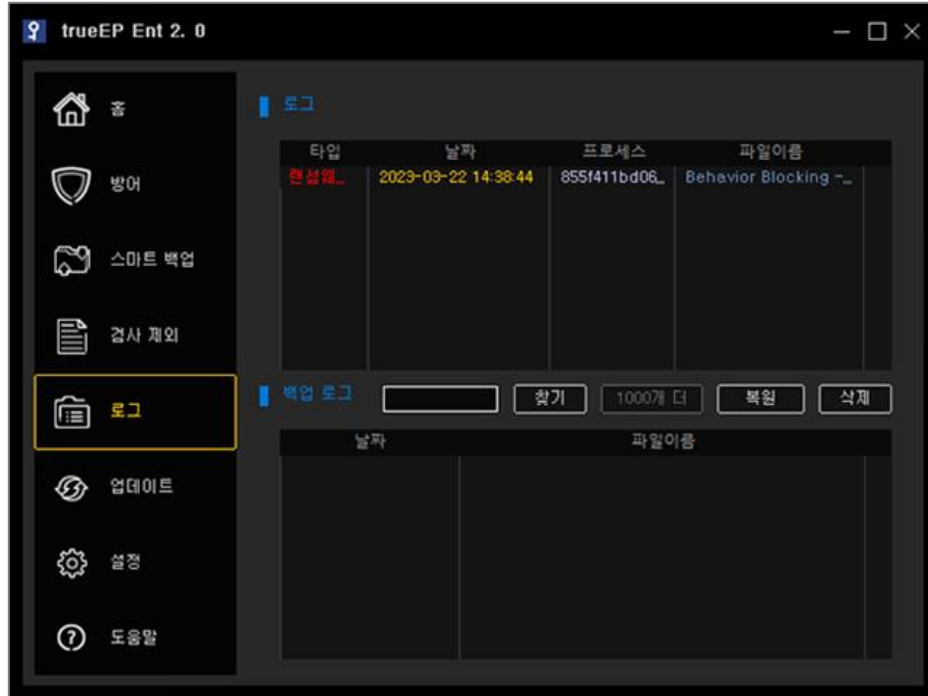 trueEP Ent 2. 0
홈
방어
스마트 백업
검사 제외
로그
업데이트
설정
도움말
로그
타입 날짜 프로세스 파일이름
랜섬웨... 2023-03-22 14:38:44 855f411bd06... Behavior Blocking -...
백업 로그 찾기 1000개 더 복원 삭제
날짜 파일이름